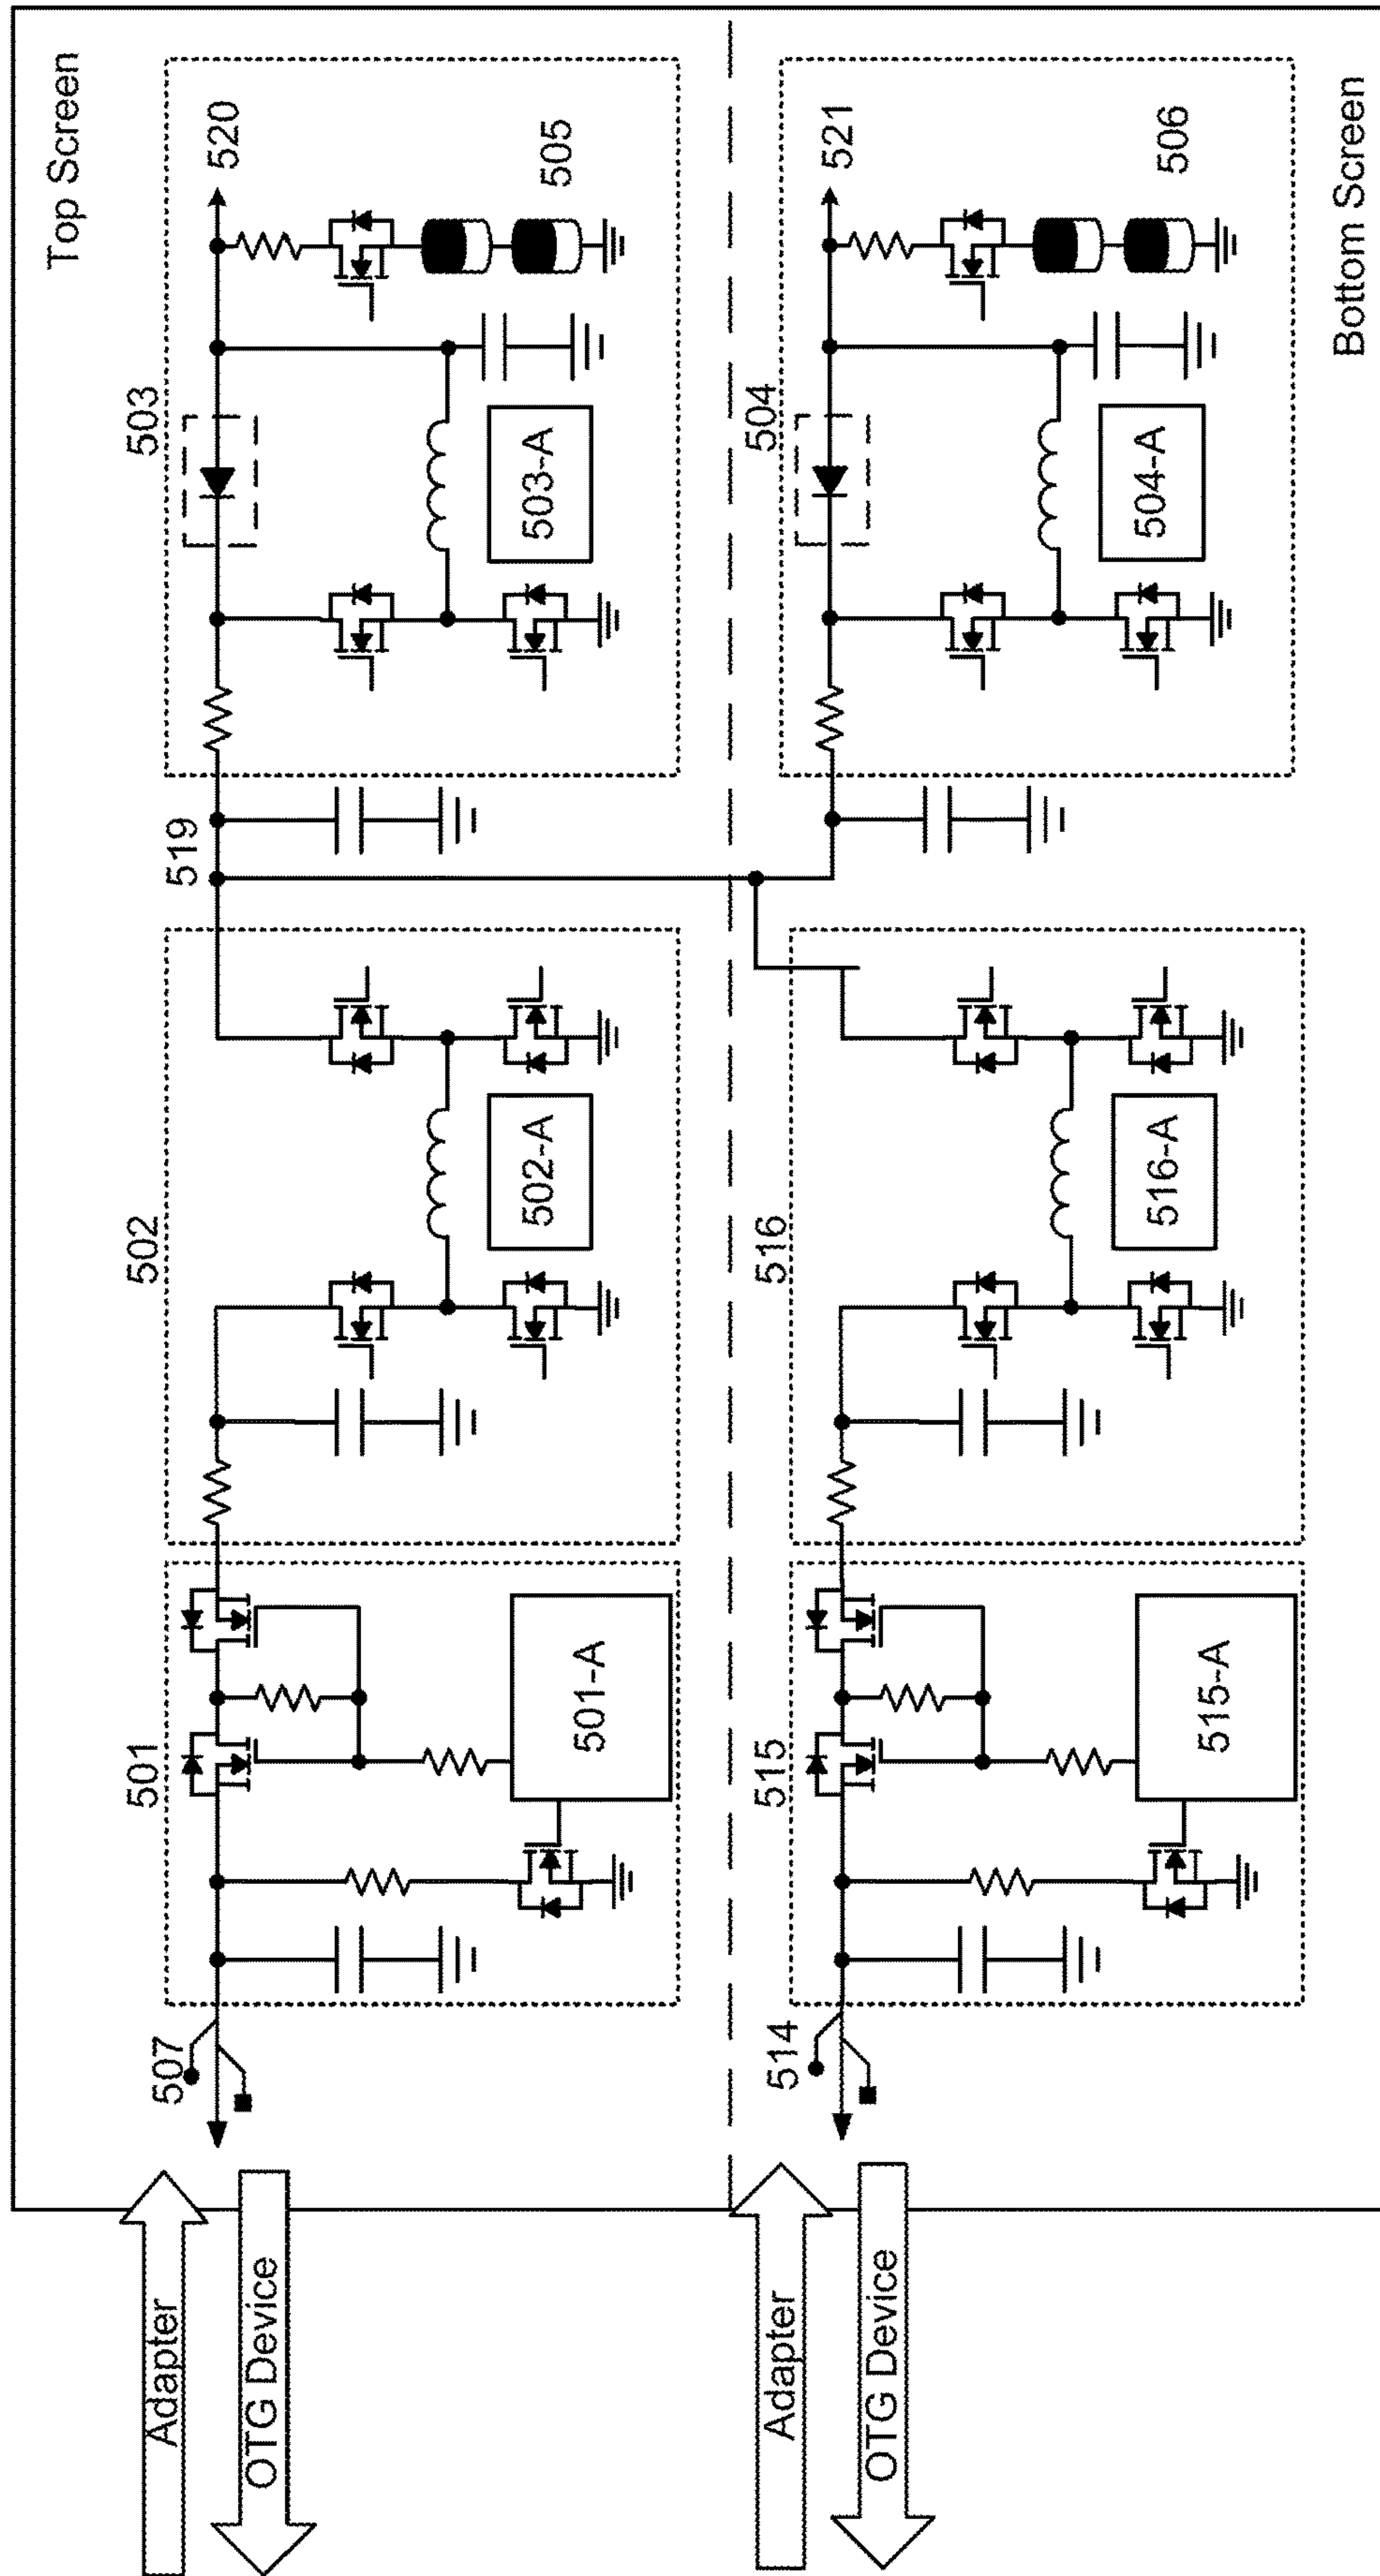 Top Screen
520
505
503
503-A
519
502
502-A
501
501-A
507
Adapter
OTG Device
521
506
504
504-A
516
516-A
515
515-A
514
Adapter
OTG Device
Bottom Screen